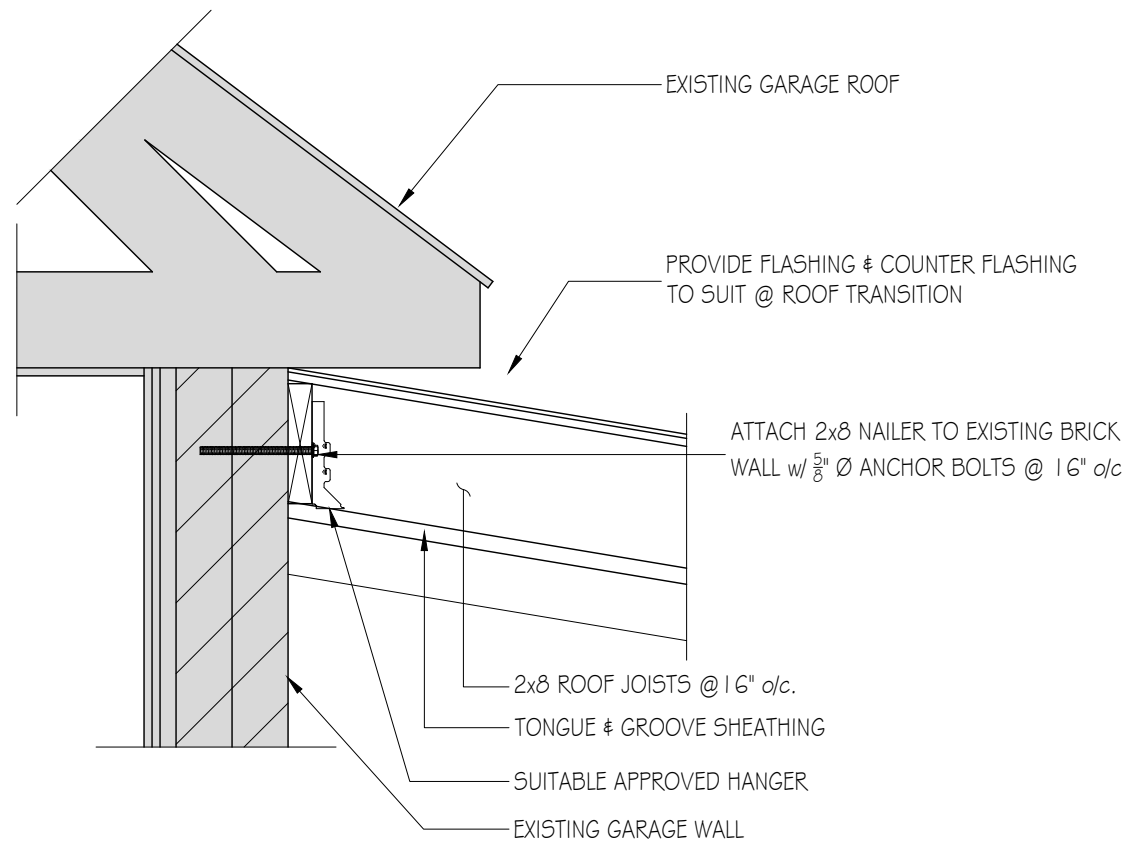 EXISTING GARAGE ROOF
PROVIDE FLASHING & COUNTER FLASHING
TO SUIT @ ROOF TRANSITION
ATTACH 2x8 NAILER TO EXISTING BRICK
WALL w/ 5/8" Ø ANCHOR BOLTS @ 16" o/c
2x8 ROOF JOISTS @ 16" o/c.
TONGUE & GROOVE SHEATHING
SUITABLE APPROVED HANGER
EXISTING GARAGE WALL